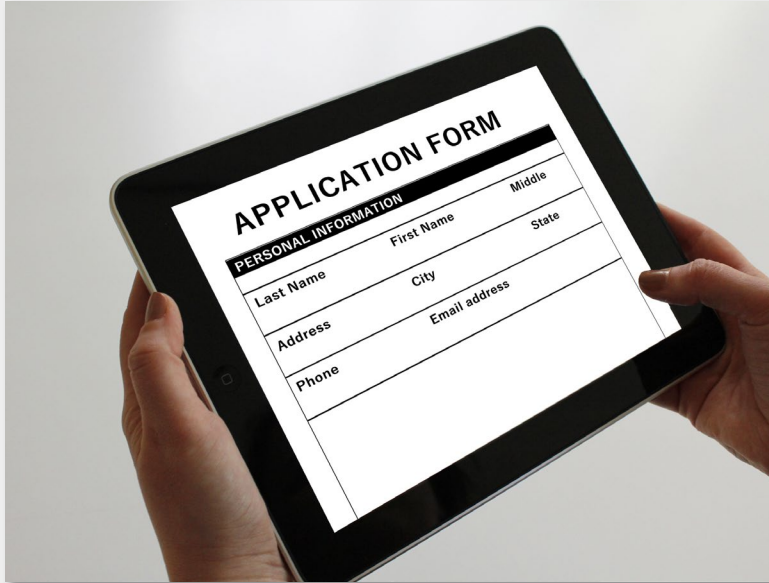 APPLICATION FORM
PERSONAL INFORMATION
Last Name First Name Middle
Address City State
Phone Email address